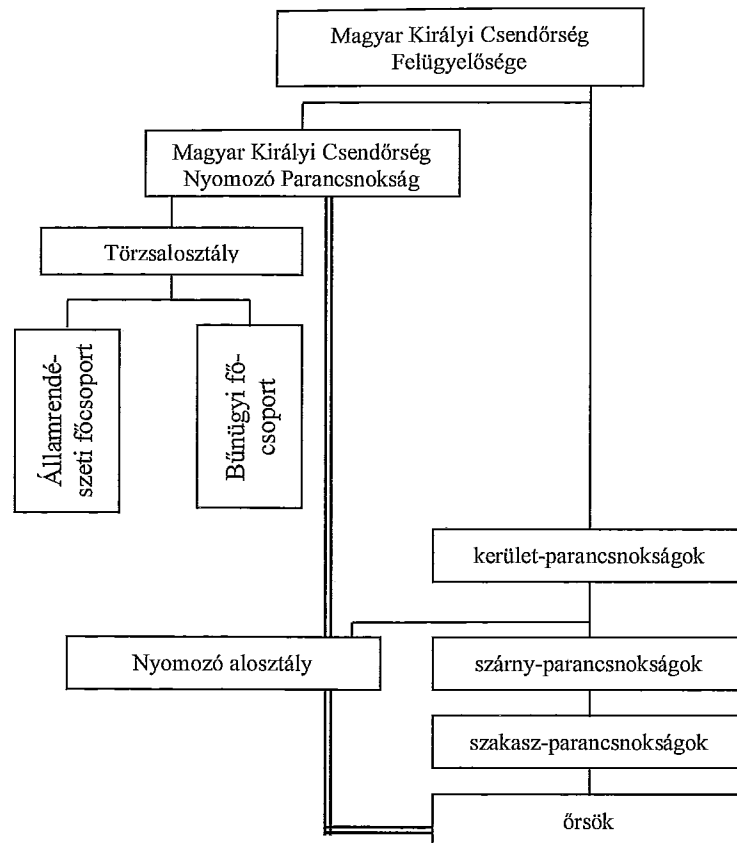 Magyar Királyi Csendőrség
Felügyelősége
Magyar Királyi Csendőrség
Nyomozó Parancsnokság
Törzsalosztály
Államrendé-
szeti főcsoport
Bűnügyi fő-
csoport
kerület-parancsnokságok
Nyomozó alosztály
szárny-parancsnokságok
szakasz-parancsnokságok
őrsök